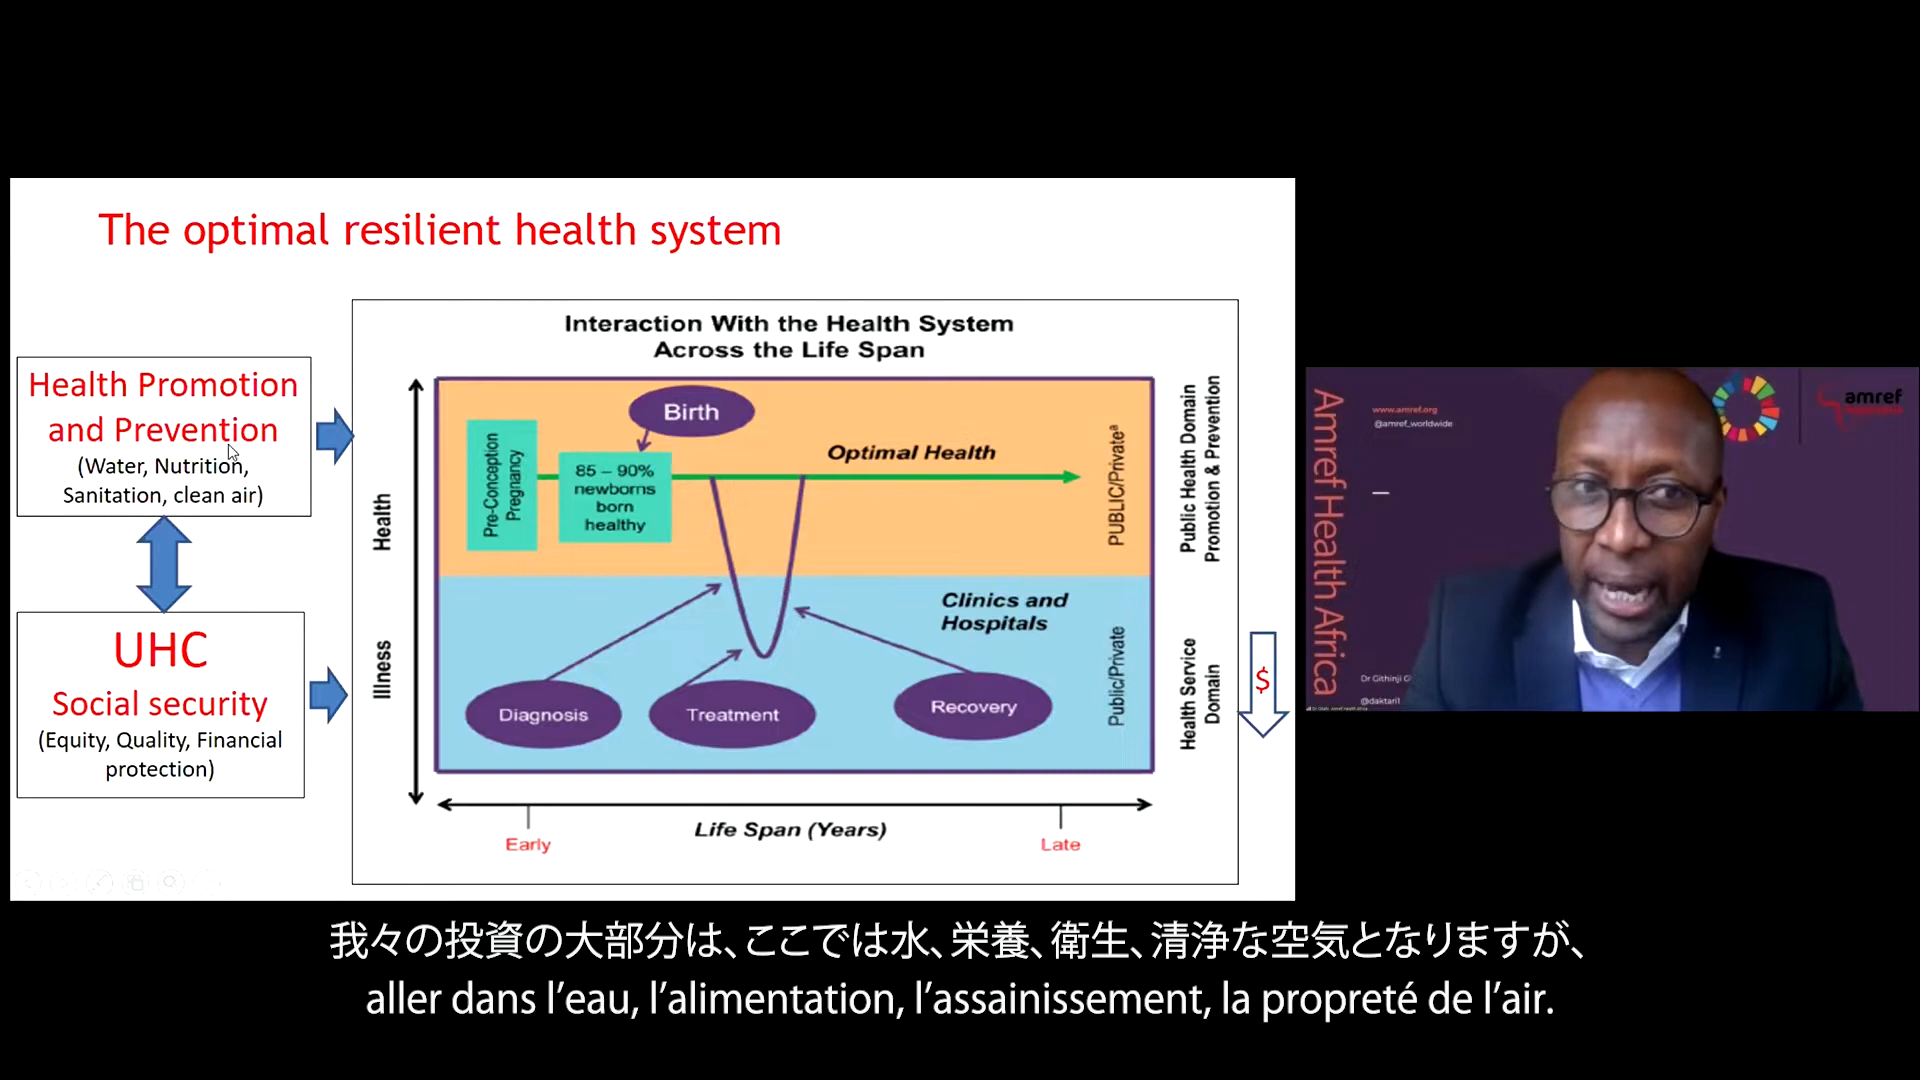 The optimal resilient health system
Health Promotion
and Prevention
(Water, Nutrition,
Sanitation, clean air)
UHC
Social security
(Equity, Quality, Financial
protection)
Interaction With the Health System
Across the Life Span
Health
Illness
Pre-Conception
Pregnancy
Birth
85 – 90%
newborns
born
healthy
Optimal Health
PUBLIC/Privateª
Public Health Domain
Promotion & Prevention
Clinics and
Hospitals
Diagnosis
Treatment
Recovery
Public/Private
Health Service
Domain
$
Life Span (Years)
Early
Late
Amref Health Africa
www.amref.org
@amref_worldwide
amref
Dr Githinji G
@daktari1
我々の投資の大部分は、ここでは水、栄養、衛生、清浄な空気となりますが、
aller dans l’eau, l’alimentation, l’assainissement, la propreté de l’air.